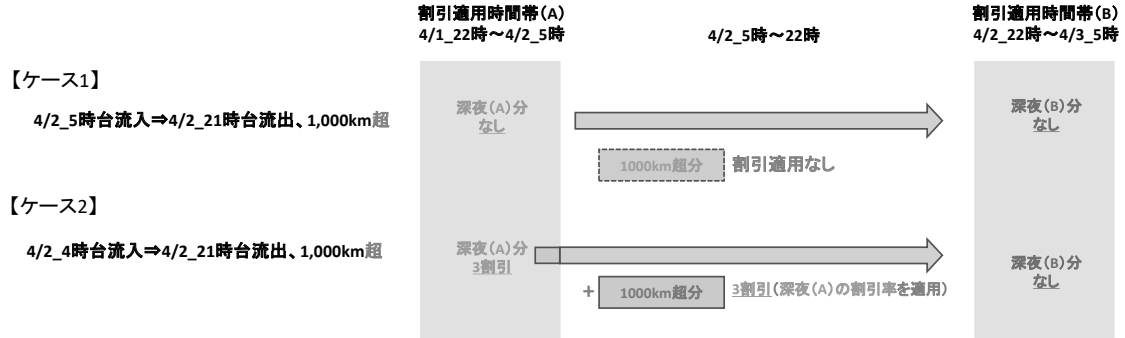 割引適用時間帯(A)
4/1_22時～4/2_5時
4/2_5時～22時
割引適用時間帯(B)
4/2_22時～4/3_5時
【ケース1】
4/2_5時台流入⇒4/2_21時台流出、1,000km超
深夜(A)分
なし
深夜(B)分
なし
1000km超分
割引適用なし
【ケース2】
4/2_4時台流入⇒4/2_21時台流出、1,000km超
深夜(A)分
3割引
深夜(B)分
なし
+
1000km超分
3割引(深夜(A)の割引率を適用)